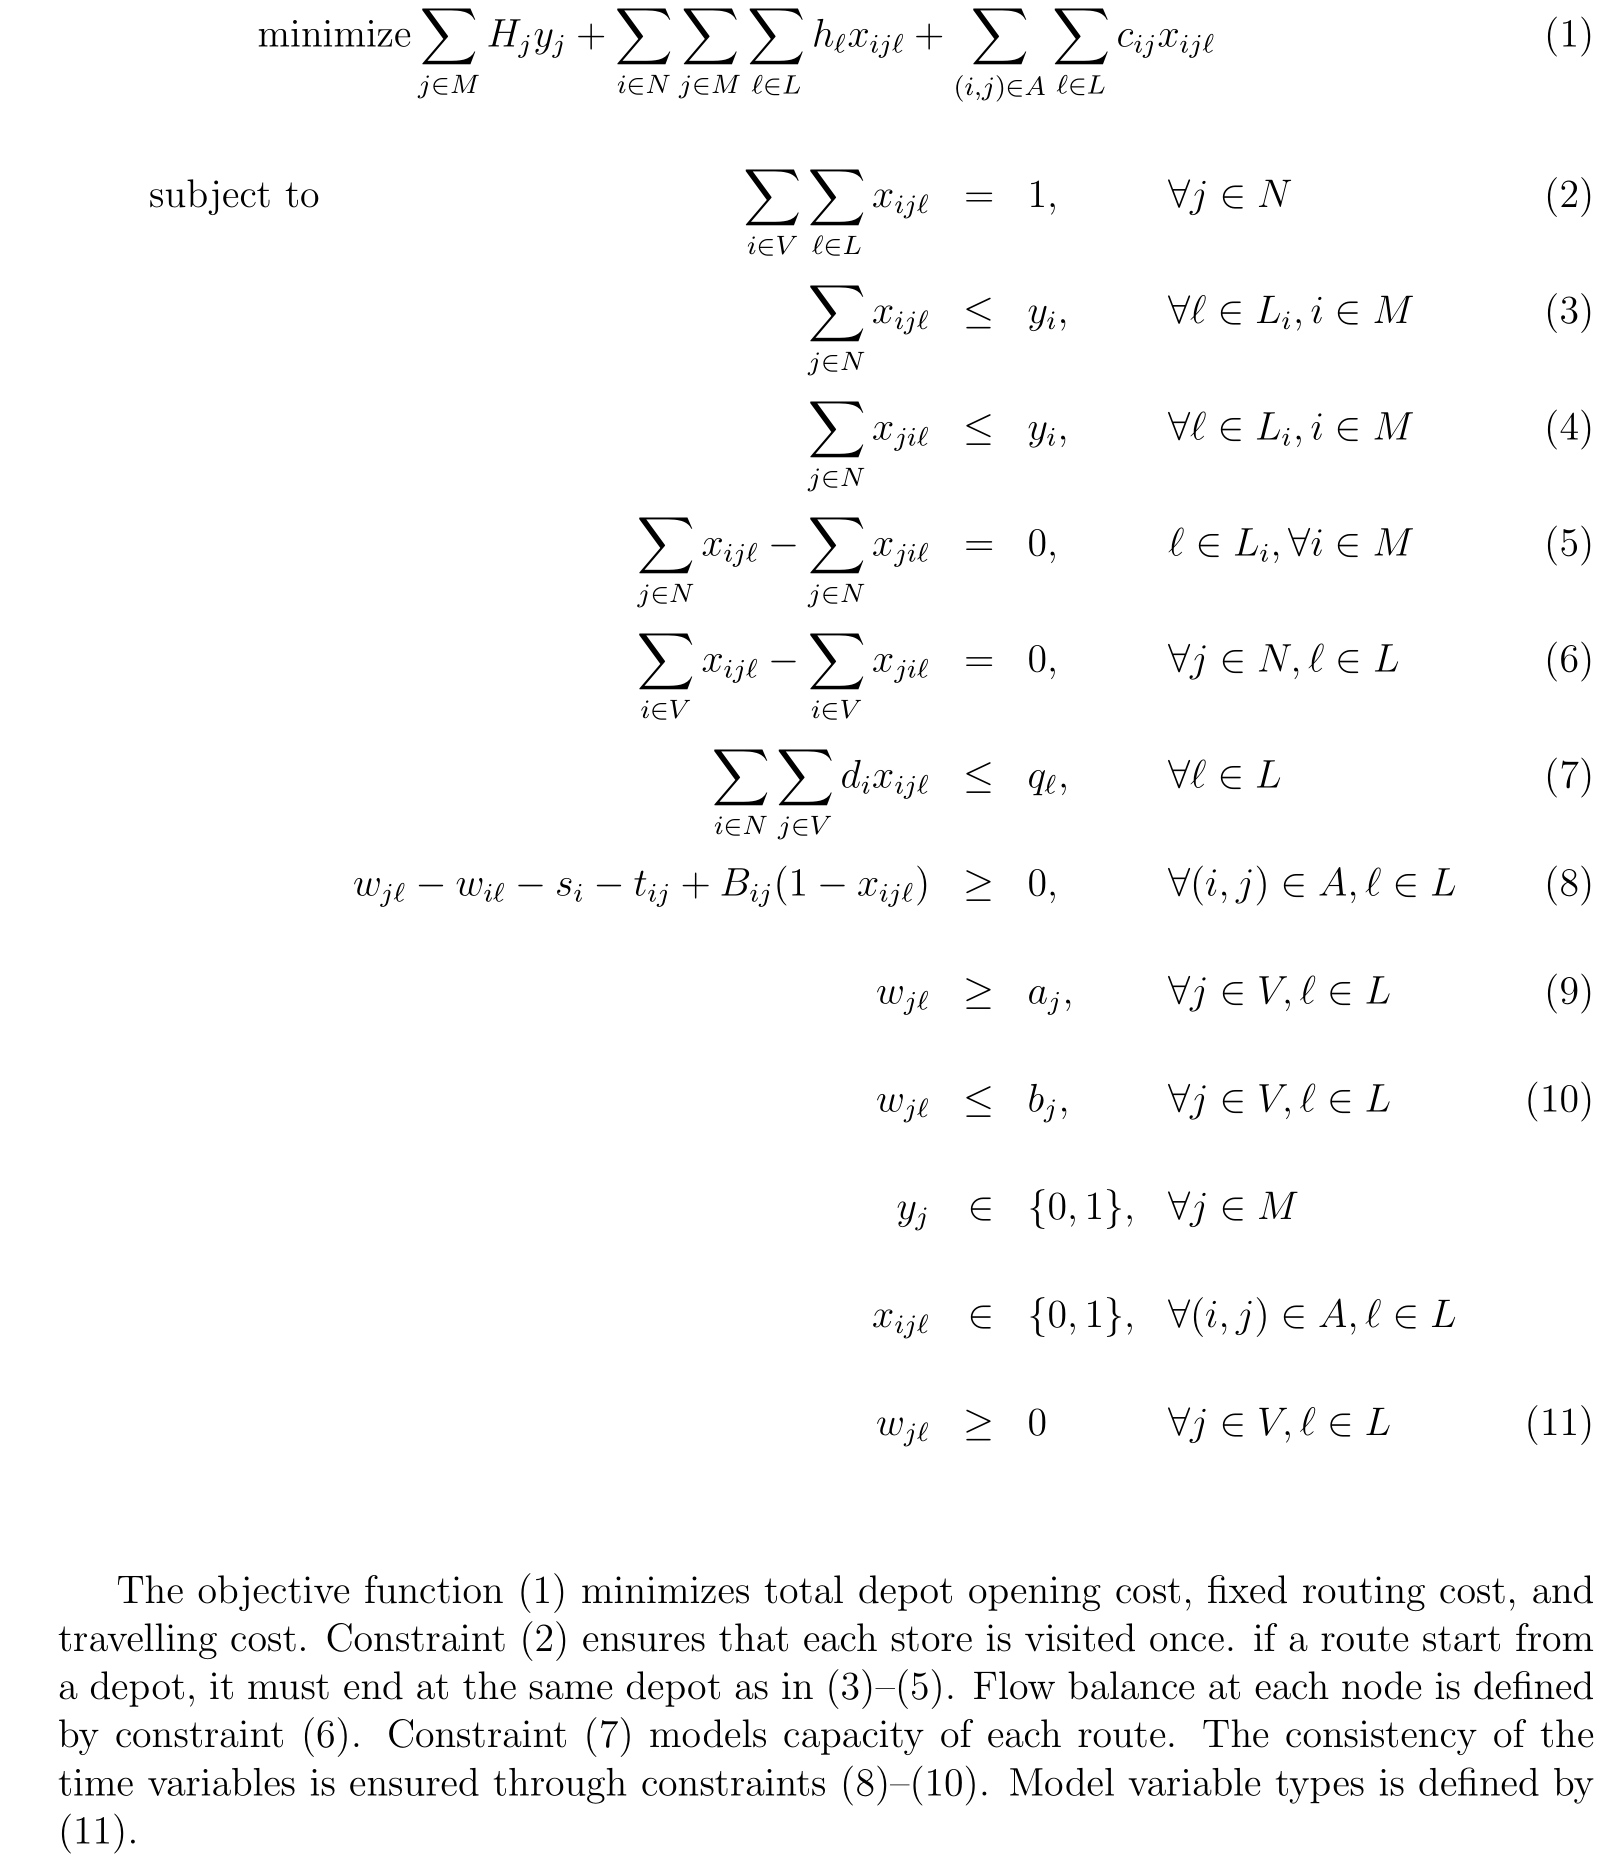 minimize ∑_{j∈M} H_j y_j + ∑_{i∈N} ∑_{j∈M} ∑_{ℓ∈L} h_ℓ x_{ijℓ} + ∑_{(i,j)∈A} ∑_{ℓ∈L} c_{ij} x_{ijℓ} (1)
subject to ∑_{i∈V} ∑_{ℓ∈L} x_{ijℓ} = 1, ∀j ∈ N (2)
∑_{j∈N} x_{ijℓ} ≤ y_i, ∀ℓ ∈ L_i, i ∈ M (3)
∑_{j∈N} x_{jiℓ} ≤ y_i, ∀ℓ ∈ L_i, i ∈ M (4)
∑_{j∈N} x_{ijℓ} − ∑_{j∈N} x_{jiℓ} = 0, ℓ ∈ L_i, ∀i ∈ M (5)
∑_{i∈V} x_{ijℓ} − ∑_{i∈V} x_{jiℓ} = 0, ∀j ∈ N, ℓ ∈ L (6)
∑_{i∈N} ∑_{j∈V} d_i x_{ijℓ} ≤ q_ℓ, ∀ℓ ∈ L (7)
w_{jℓ} − w_{iℓ} − s_i − t_{ij} + B_{ij}(1 − x_{ijℓ}) ≥ 0, ∀(i, j) ∈ A, ℓ ∈ L (8)
w_{jℓ} ≥ a_j, ∀j ∈ V, ℓ ∈ L (9)
w_{jℓ} ≤ b_j, ∀j ∈ V, ℓ ∈ L (10)
y_j ∈ {0, 1}, ∀j ∈ M
x_{ijℓ} ∈ {0, 1}, ∀(i, j) ∈ A, ℓ ∈ L
w_{jℓ} ≥ 0 ∀j ∈ V, ℓ ∈ L (11)
The objective function (1) minimizes total depot opening cost, fixed routing cost, and
travelling cost. Constraint (2) ensures that each store is visited once. if a route start from
a depot, it must end at the same depot as in (3)–(5). Flow balance at each node is defined
by constraint (6). Constraint (7) models capacity of each route. The consistency of the
time variables is ensured through constraints (8)–(10). Model variable types is defined by
(11).